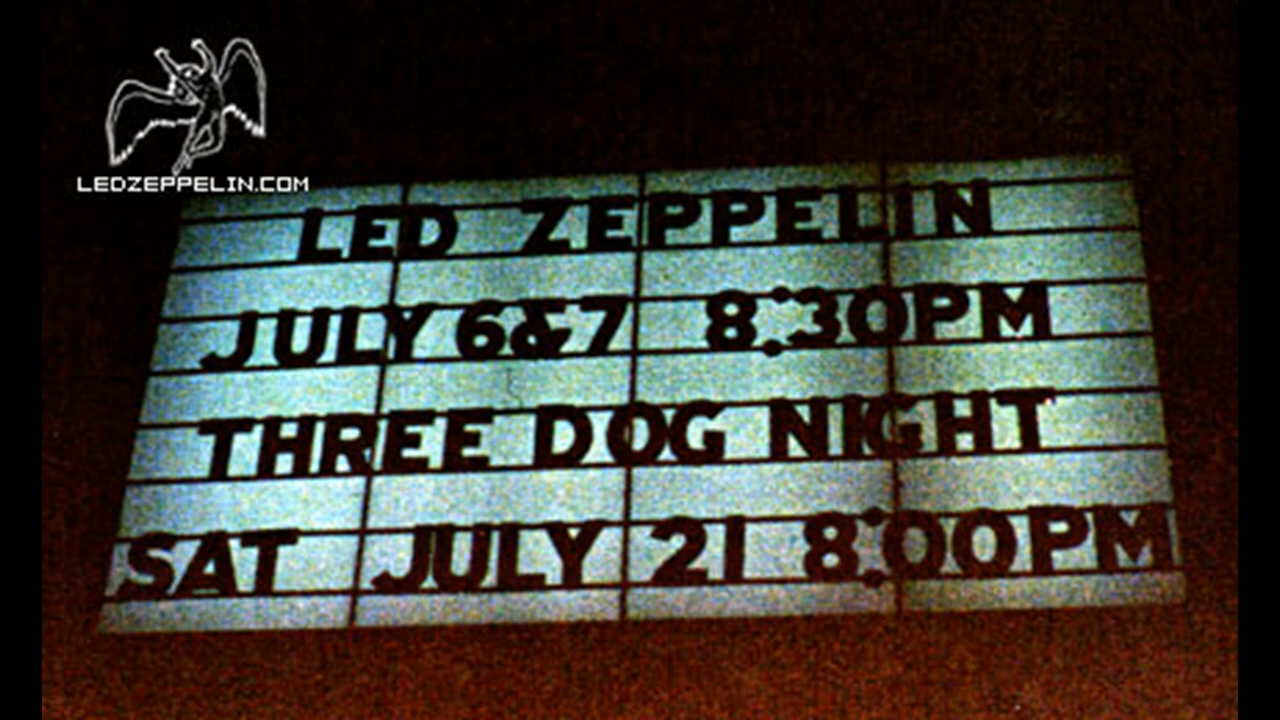 LEDZEPPELIN.COM
LED ZEPPELIN
JULY 6&7 8:30PM
THREE DOG NIGHT
SAT JULY 21 8:00PM